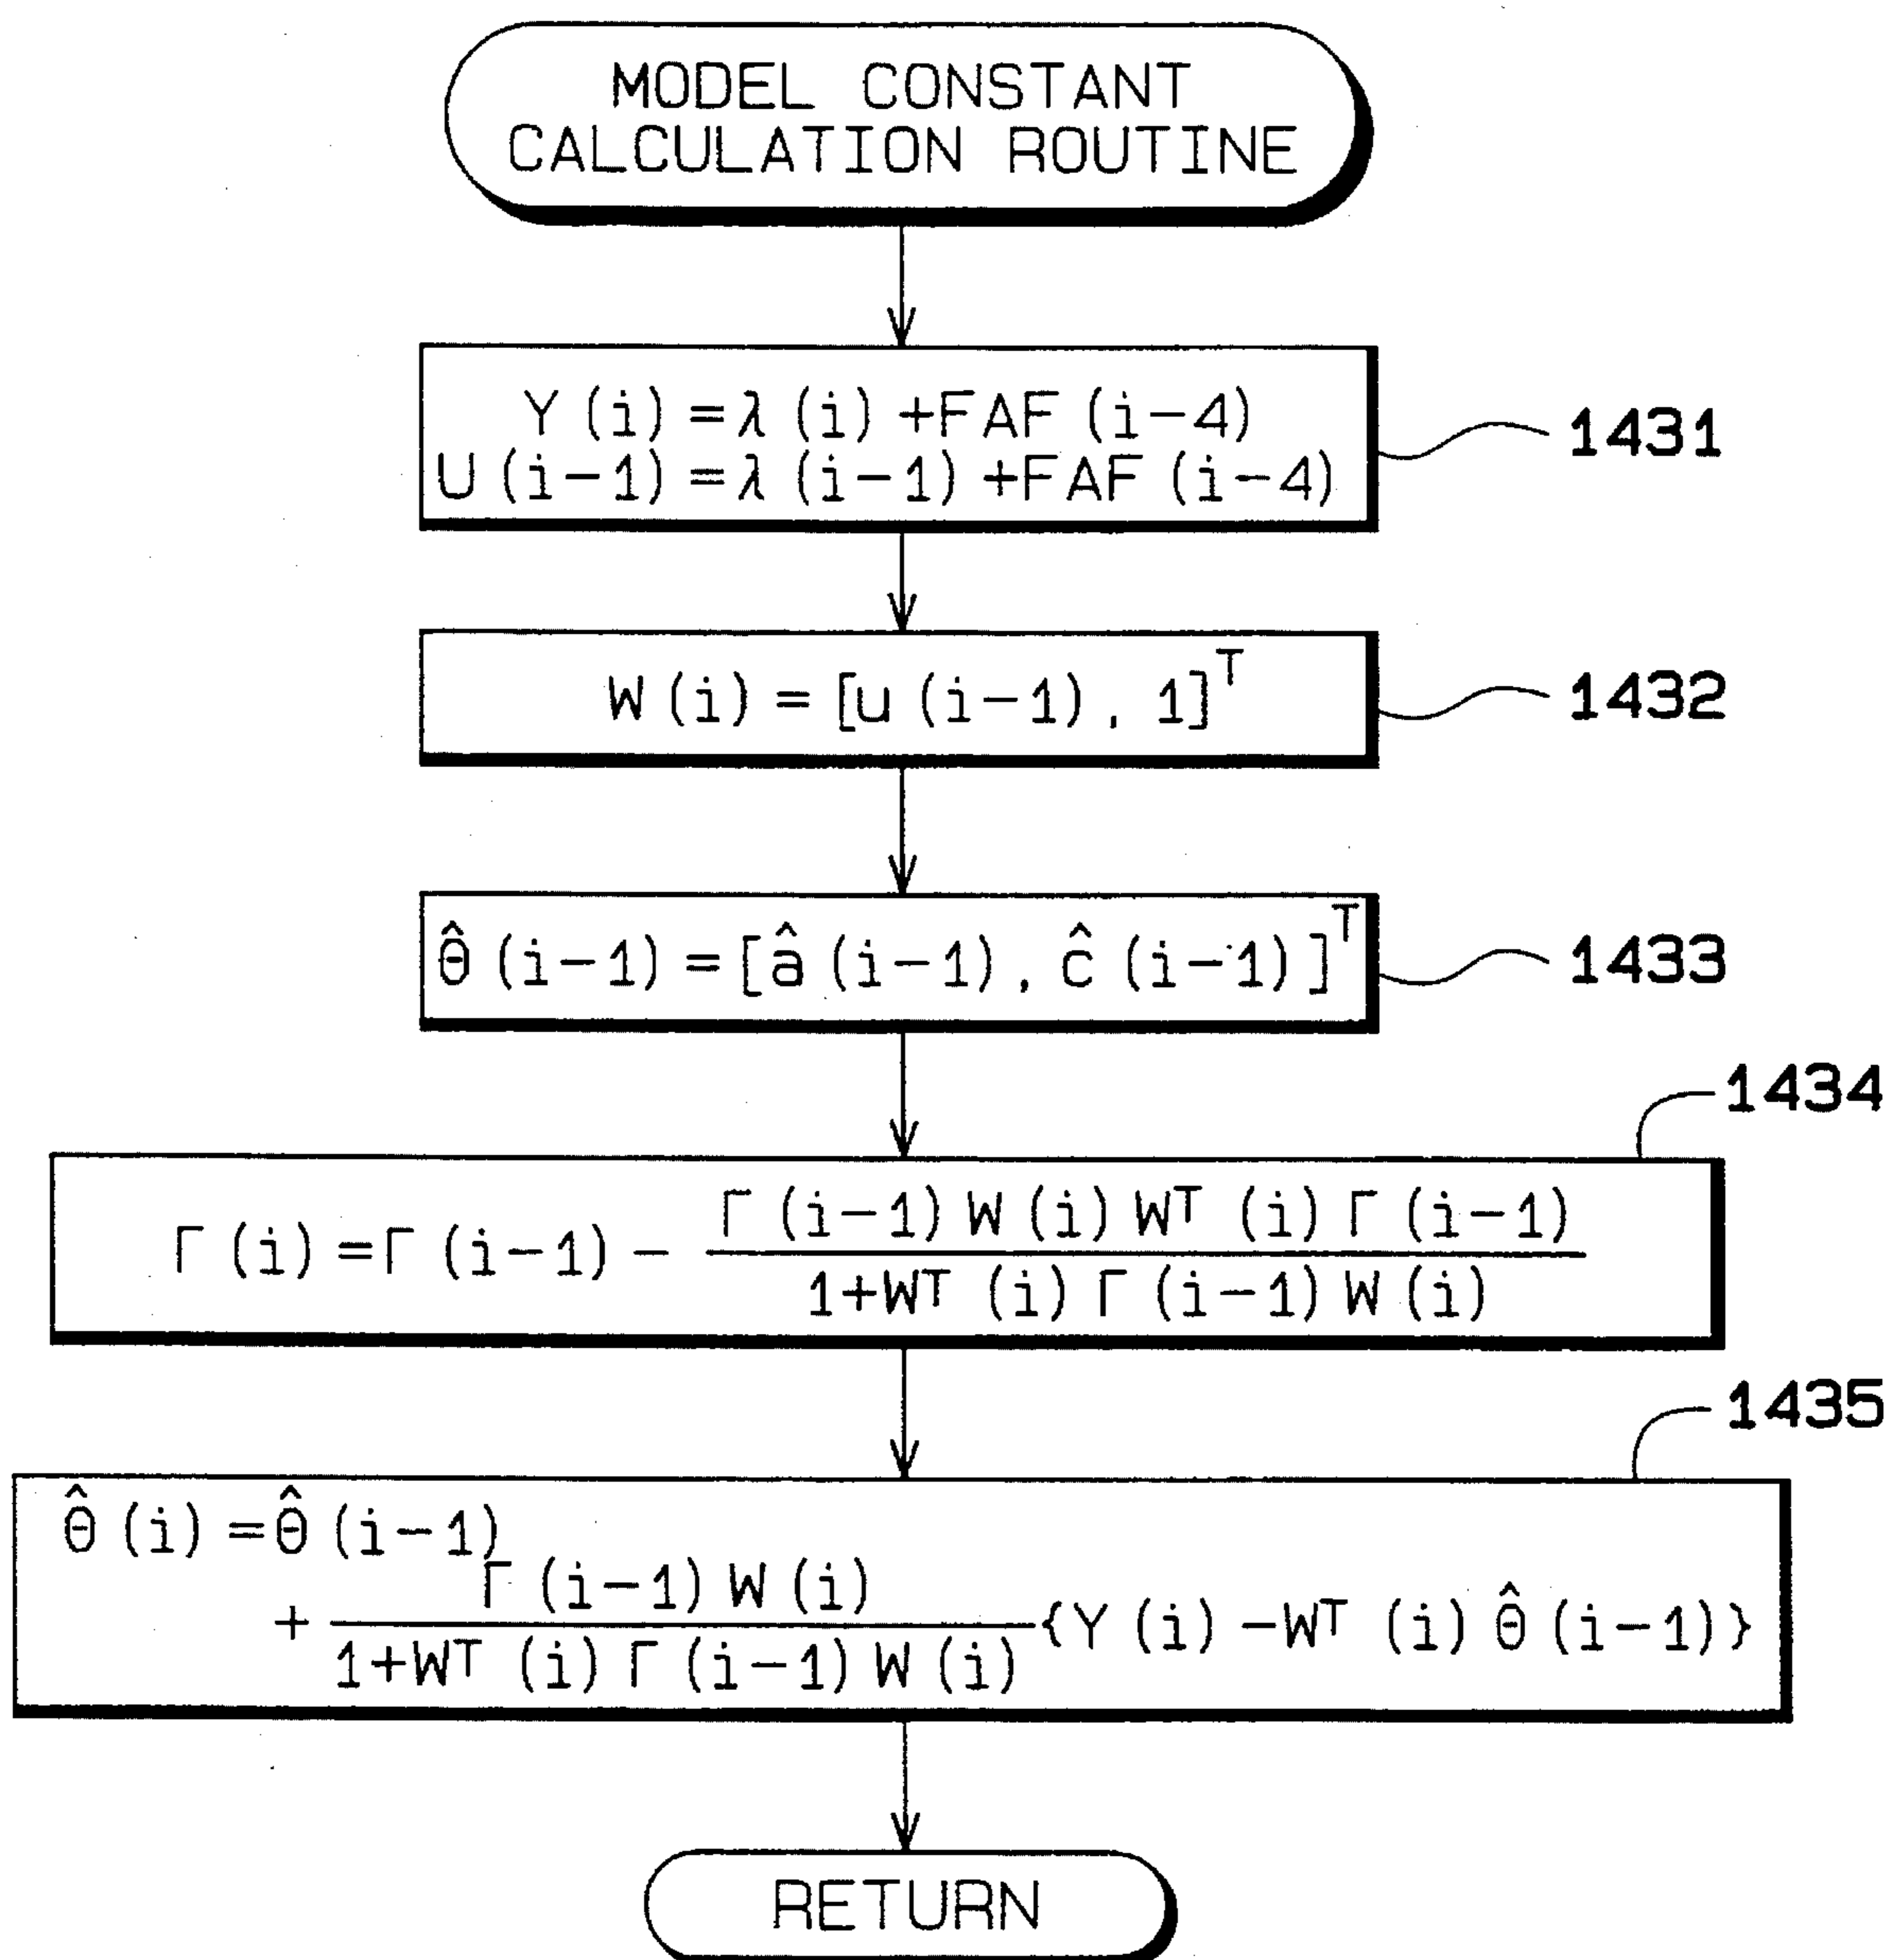 MODEL CONSTANT
CALCULATION ROUTINE
Y(i)=λ(i)+FAF(i-4)
U(i-1)=λ(i-1)+FAF(i-4)
1431
W(i)=[u(i-1), 1]ᵀ
1432
θ̂(i-1)=[â(i-1), ĉ(i-1)]ᵀ
1433
1434
Γ(i-1)W(i)Wᵀ(i)Γ(i-1)
Γ(i)=Γ(i-1)-
1+Wᵀ(i)Γ(i-1)W(i)
1435
θ̂(i)=θ̂(i-1)
Γ(i-1)W(i)
+ {Y(i)-Wᵀ(i)θ̂(i-1)}
1+Wᵀ(i)Γ(i-1)W(i)
RETURN